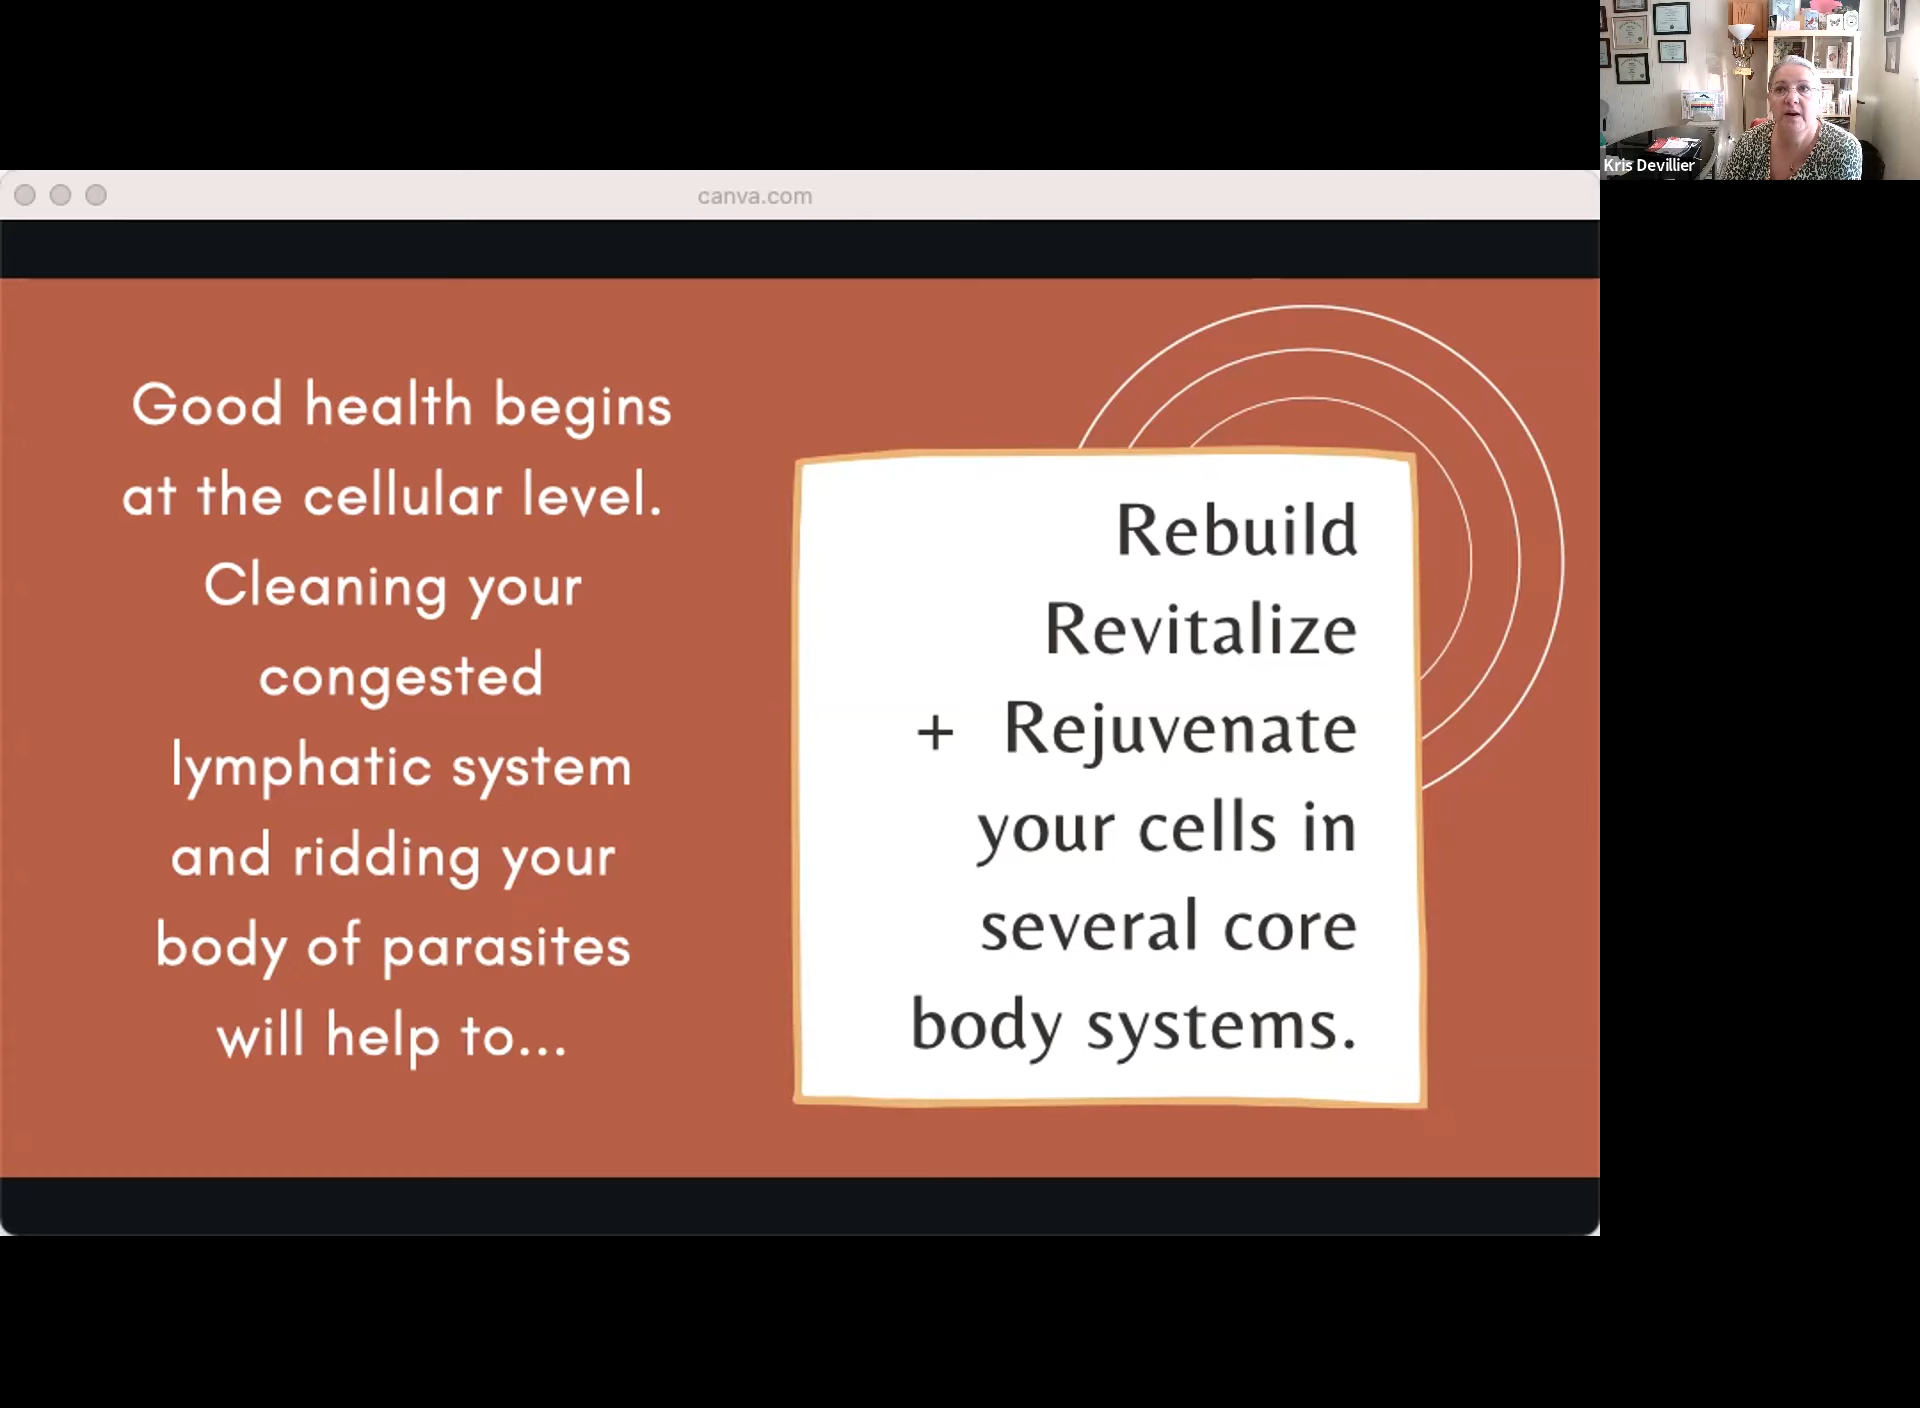 Kris Devillier
canva.com
Good health begins
at the cellular level.
Cleaning your
congested
lymphatic system
and ridding your
body of parasites
will help to...
Rebuild
Revitalize
+ Rejuvenate
your cells in
several core
body systems.